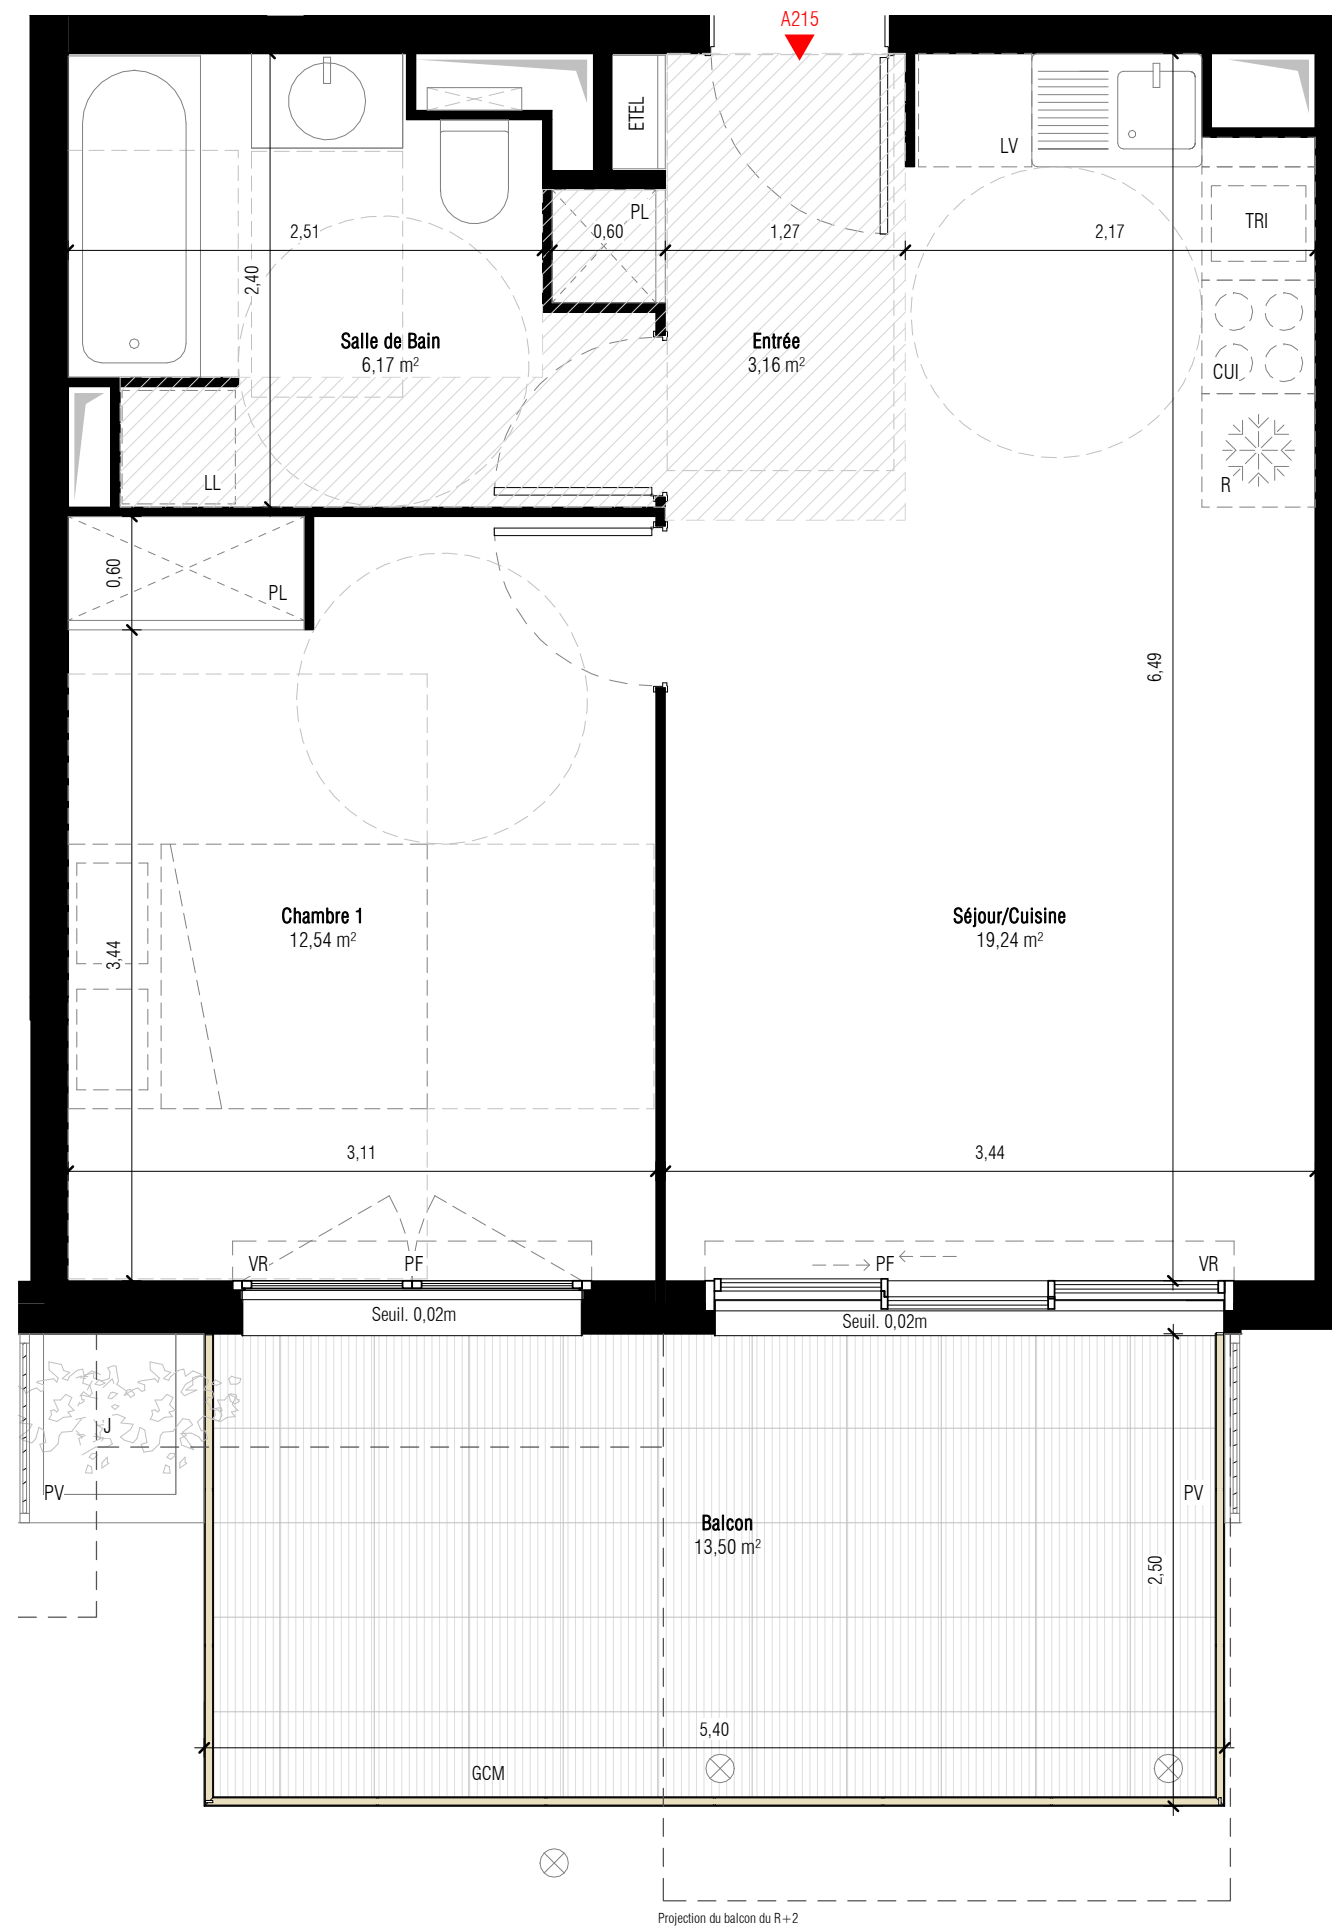 A215
ETEL
LV
PL
TRI
2,51
0,60
1,27
2,17
2,40
Salle de Bain
6,17 m²
Entrée
3,16 m²
CUI
LL
R
0,60
PL
6,49
Chambre 1
12,54 m²
Séjour/Cuisine
19,24 m²
3,44
3,11
3,44
VR
PF
PF
VR
Seuil. 0,02m
Seuil. 0,02m
J
PV
PV
Balcon
13,50 m²
2,50
5,40
GCM
Projection du balcon du R+2